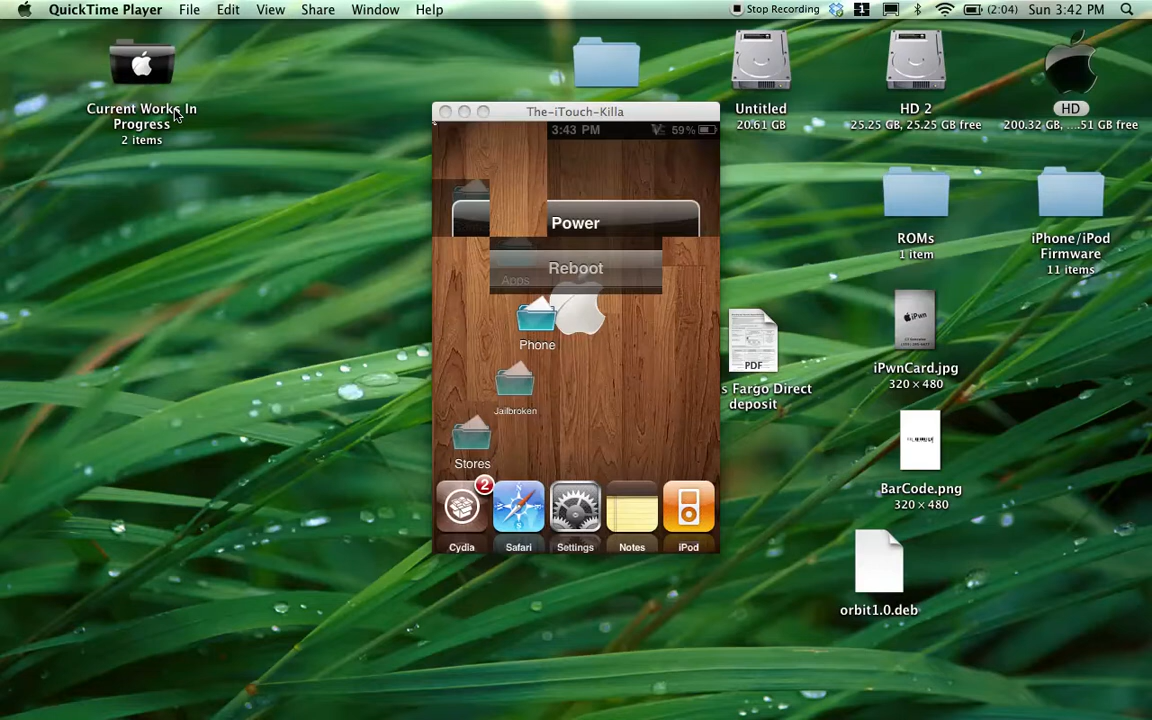 QuickTime Player File Edit View Share Window Help
Stop Recording 1 (2:04) Sun 3:42 PM
Current Works In
Progress
2 items
The-iTouch-Killa
3:43 PM 59%
Power
Reboot
Apps
Phone
Jailbroken
Stores
2
Cydia Safari Settings Notes iPod
Untitled
20.61 GB
HD 2
25.25 GB, 25.25 GB free
HD
200.32 GB, ....51 GB free
ROMs
1 item
iPhone/iPod
Firmware
11 items
PDF
s Fargo Direct
deposit
iPwn
iPwnCard.jpg
320 × 480
BarCode.png
320 × 480
orbit1.0.deb